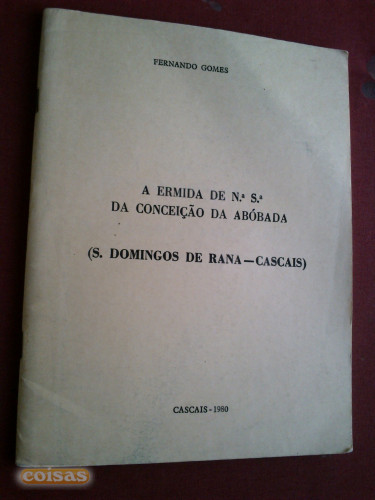 FERNANDO GOMES
A ERMIDA DE N.ª S.ª
DA CONCEIÇÃO DA ABÓBADA
(S. DOMINGOS DE RANA—CASCAIS)
CASCAIS-1980
coisas